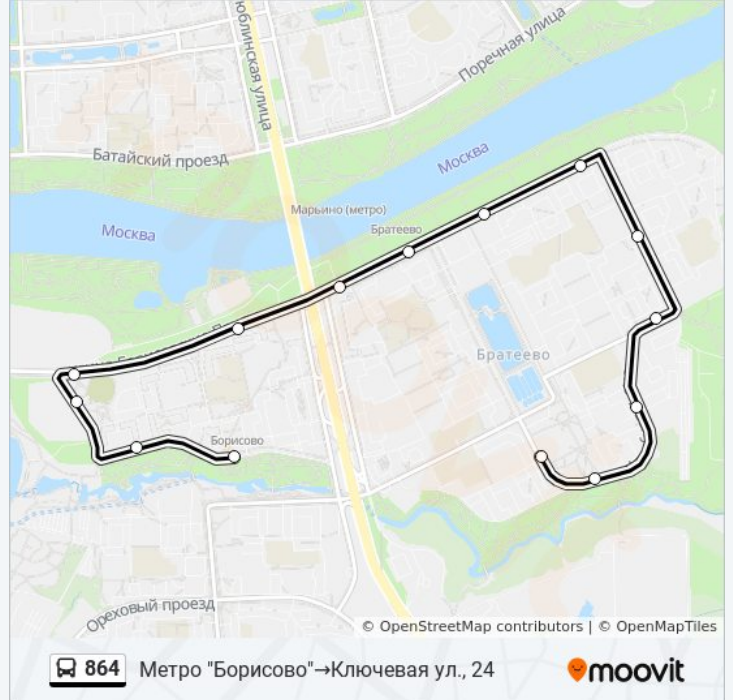 юблинская улица
Поречная улица
Батайский проезд
Москва
Марьино (метро)
Москва
Братеево
Братеево
Борисово
Ореховый проезд
© OpenStreetMap contributors | © OpenMapTiles
864 Метро "Борисово"→Ключевая ул., 24
moovit